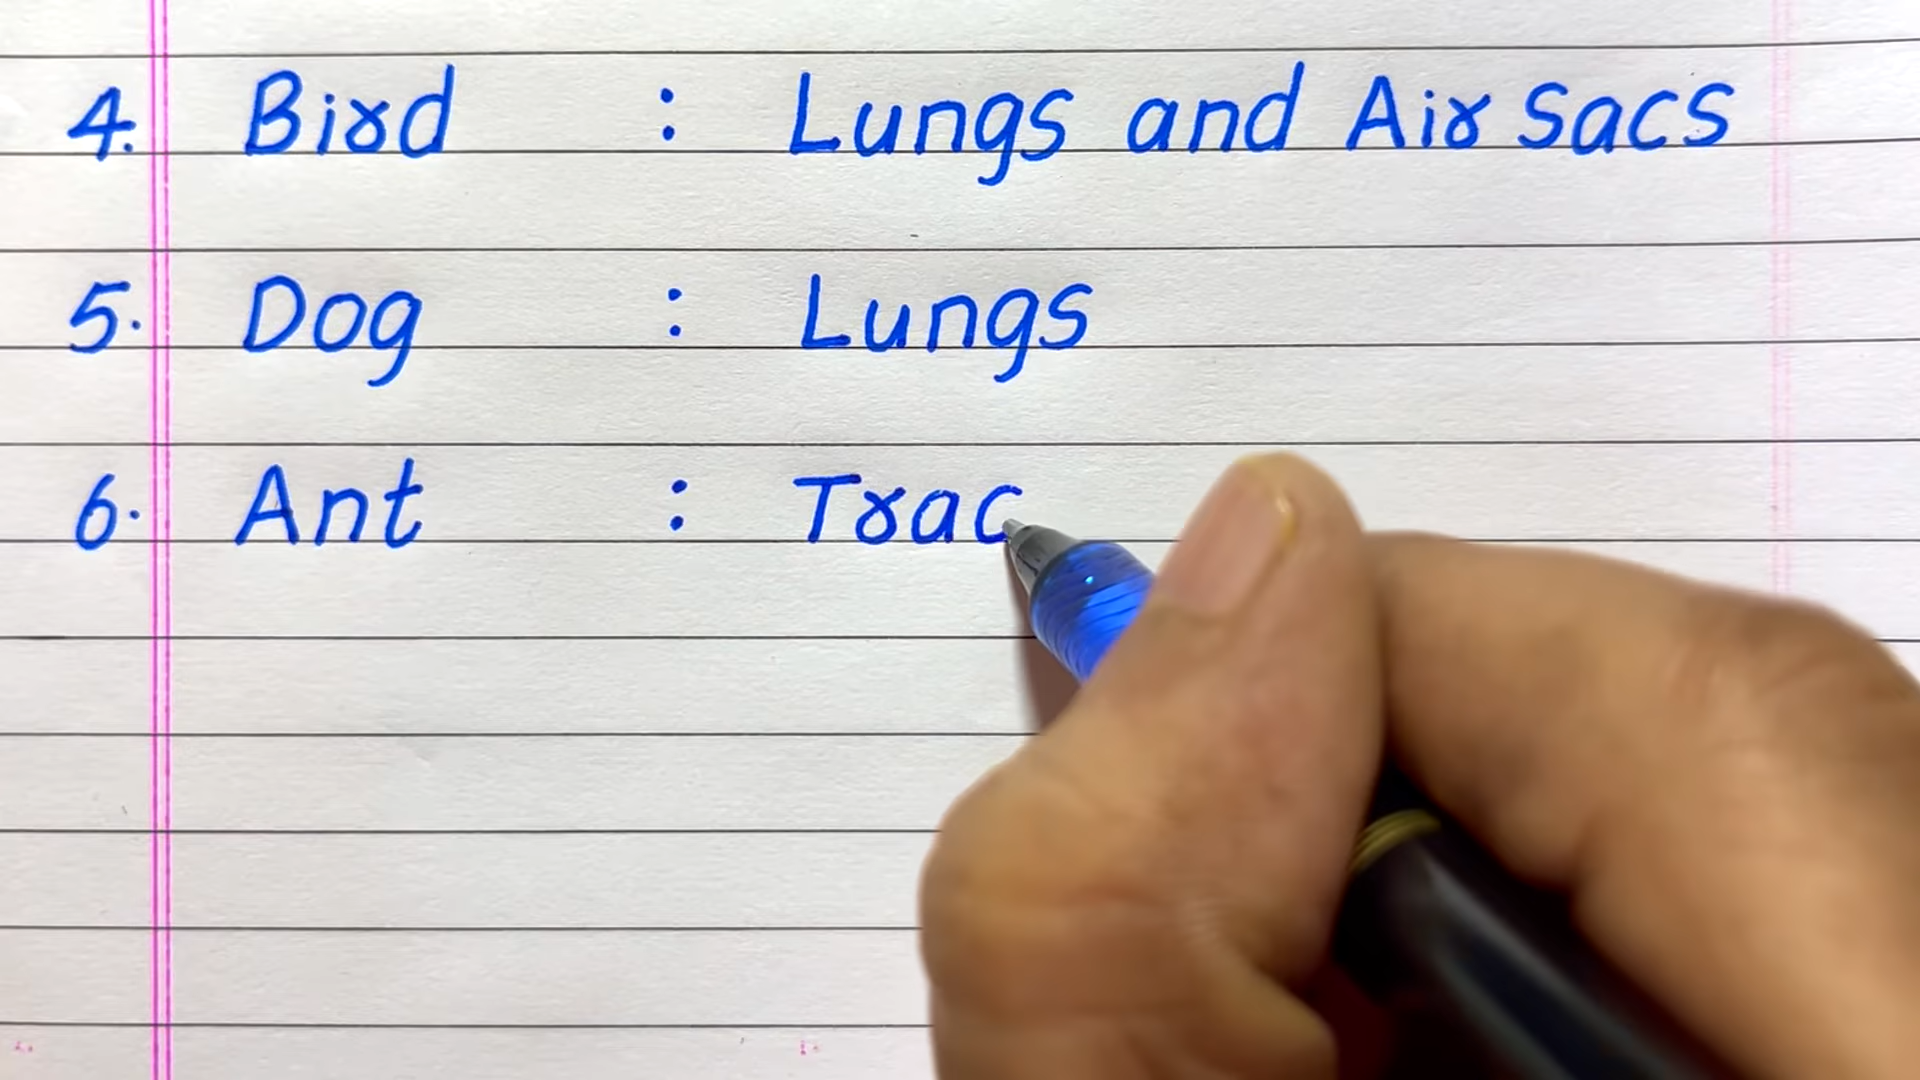 4. Bird : Lungs and Air Sacs
5. Dog : Lungs
6. Ant : Trac